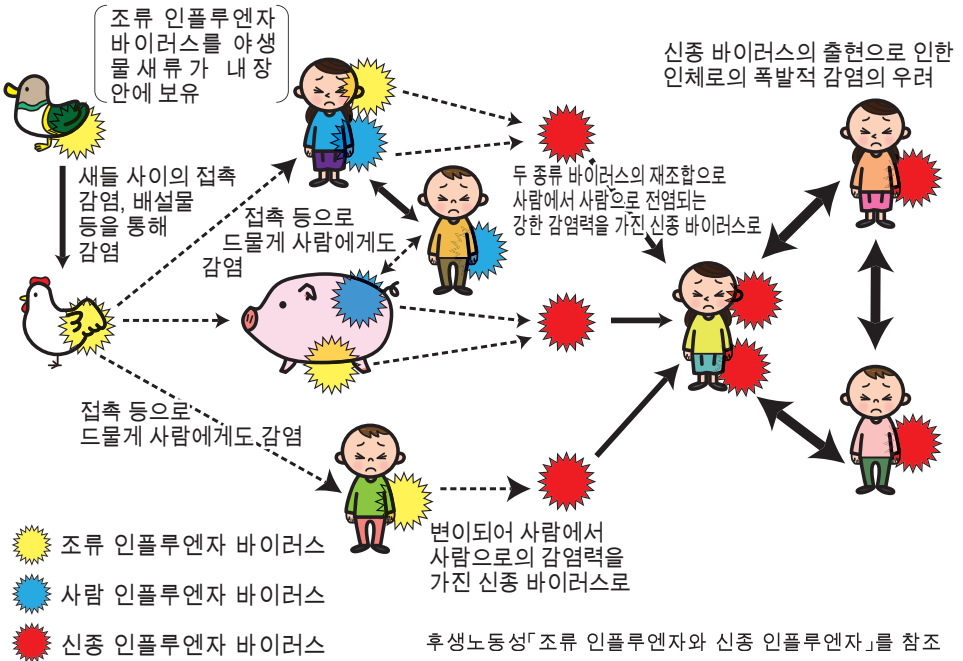 조류 인플루엔자
바이러스를 야생
물새류가 내장
안에 보유
신종 바이러스의 출현으로 인한
인체로의 폭발적 감염의 우려
새들 사이의 접촉
감염, 배설물
등을 통해
감염
두 종류 바이러스의 재조합으로
사람에서 사람으로 전염되는
강한 감염력을 가진 신종 바이러스로
접촉 등으로
드물게 사람에게도
감염
접촉 등으로
드물게 사람에게도 감염
변이되어 사람에서
사람으로의 감염력을
가진 신종 바이러스로
조류 인플루엔자 바이러스
사람 인플루엔자 바이러스
신종 인플루엔자 바이러스
후생노동성「조류 인플루엔자와 신종 인플루엔자」를 참조